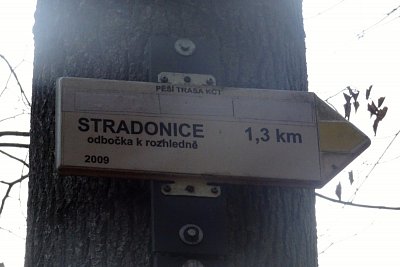 PĚŠÍ TRASA KČT
STRADONICE 1,3 km
odbočka k rozhledně
2009